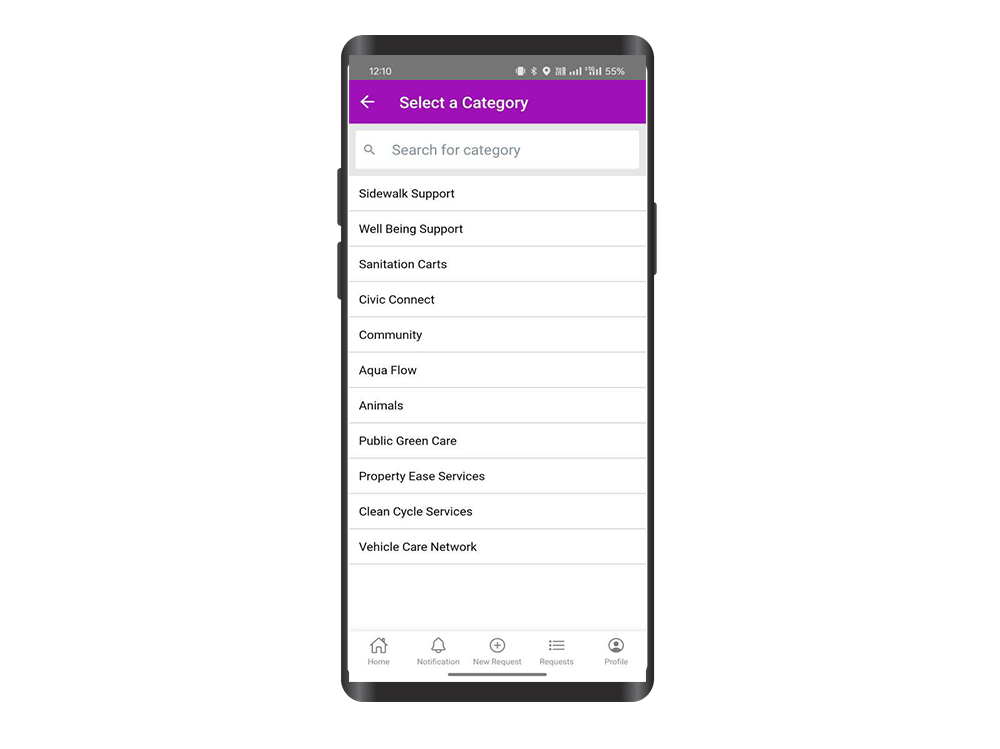 12:10
55%
Select a Category
Search for category
Sidewalk Support
Well Being Support
Sanitation Carts
Civic Connect
Community
Aqua Flow
Animals
Public Green Care
Property Ease Services
Clean Cycle Services
Vehicle Care Network
Home
Notification
New Request
Requests
Profile